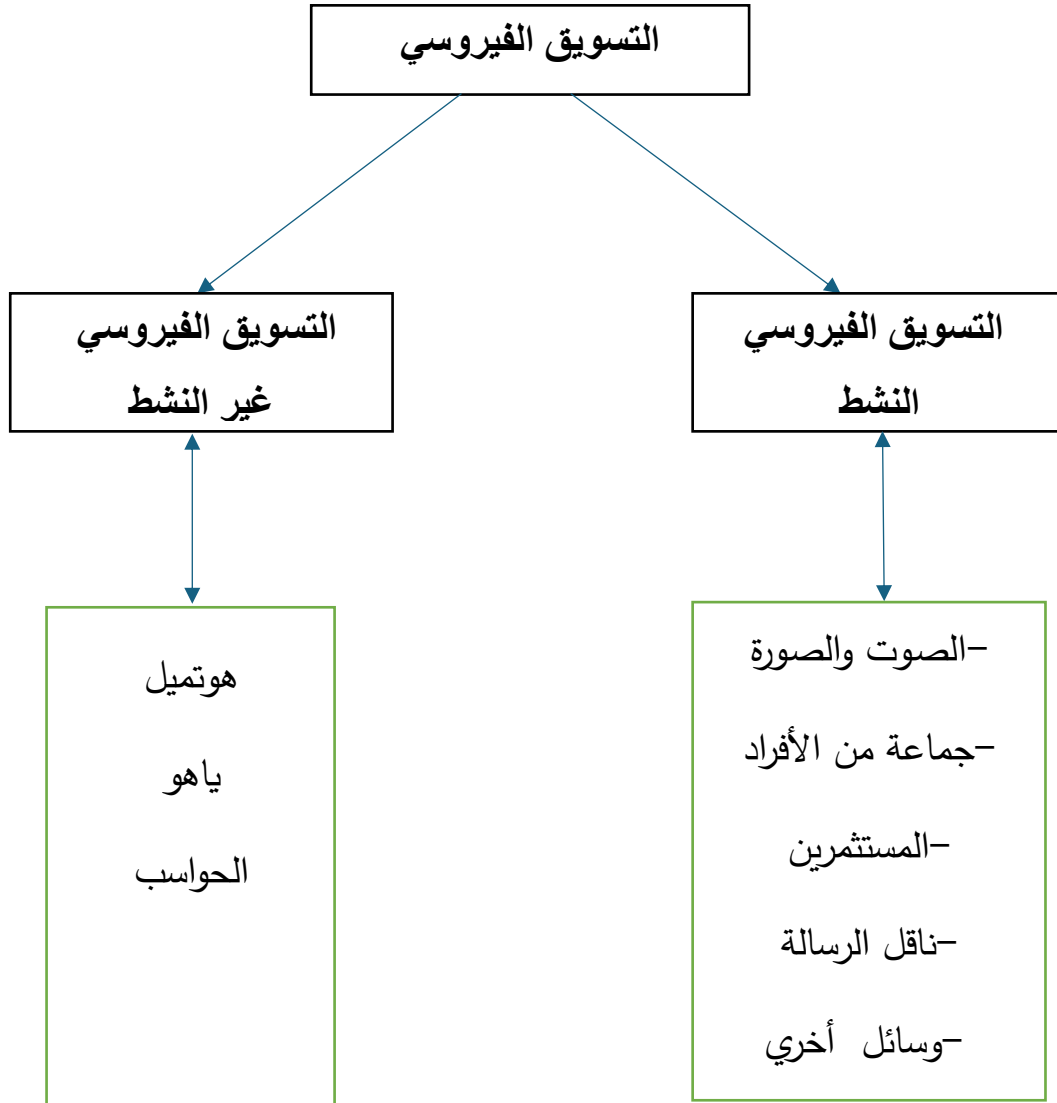 التسويق الفيروسي
التسويق الفيروسي
النشط
التسويق الفيروسي
غير النشط
-الصوت والصورة
-جماعة من الأفراد
-المستثمرين
-ناقل الرسالة
-وسائل أخري
هوتميل
ياهو
الحواسب